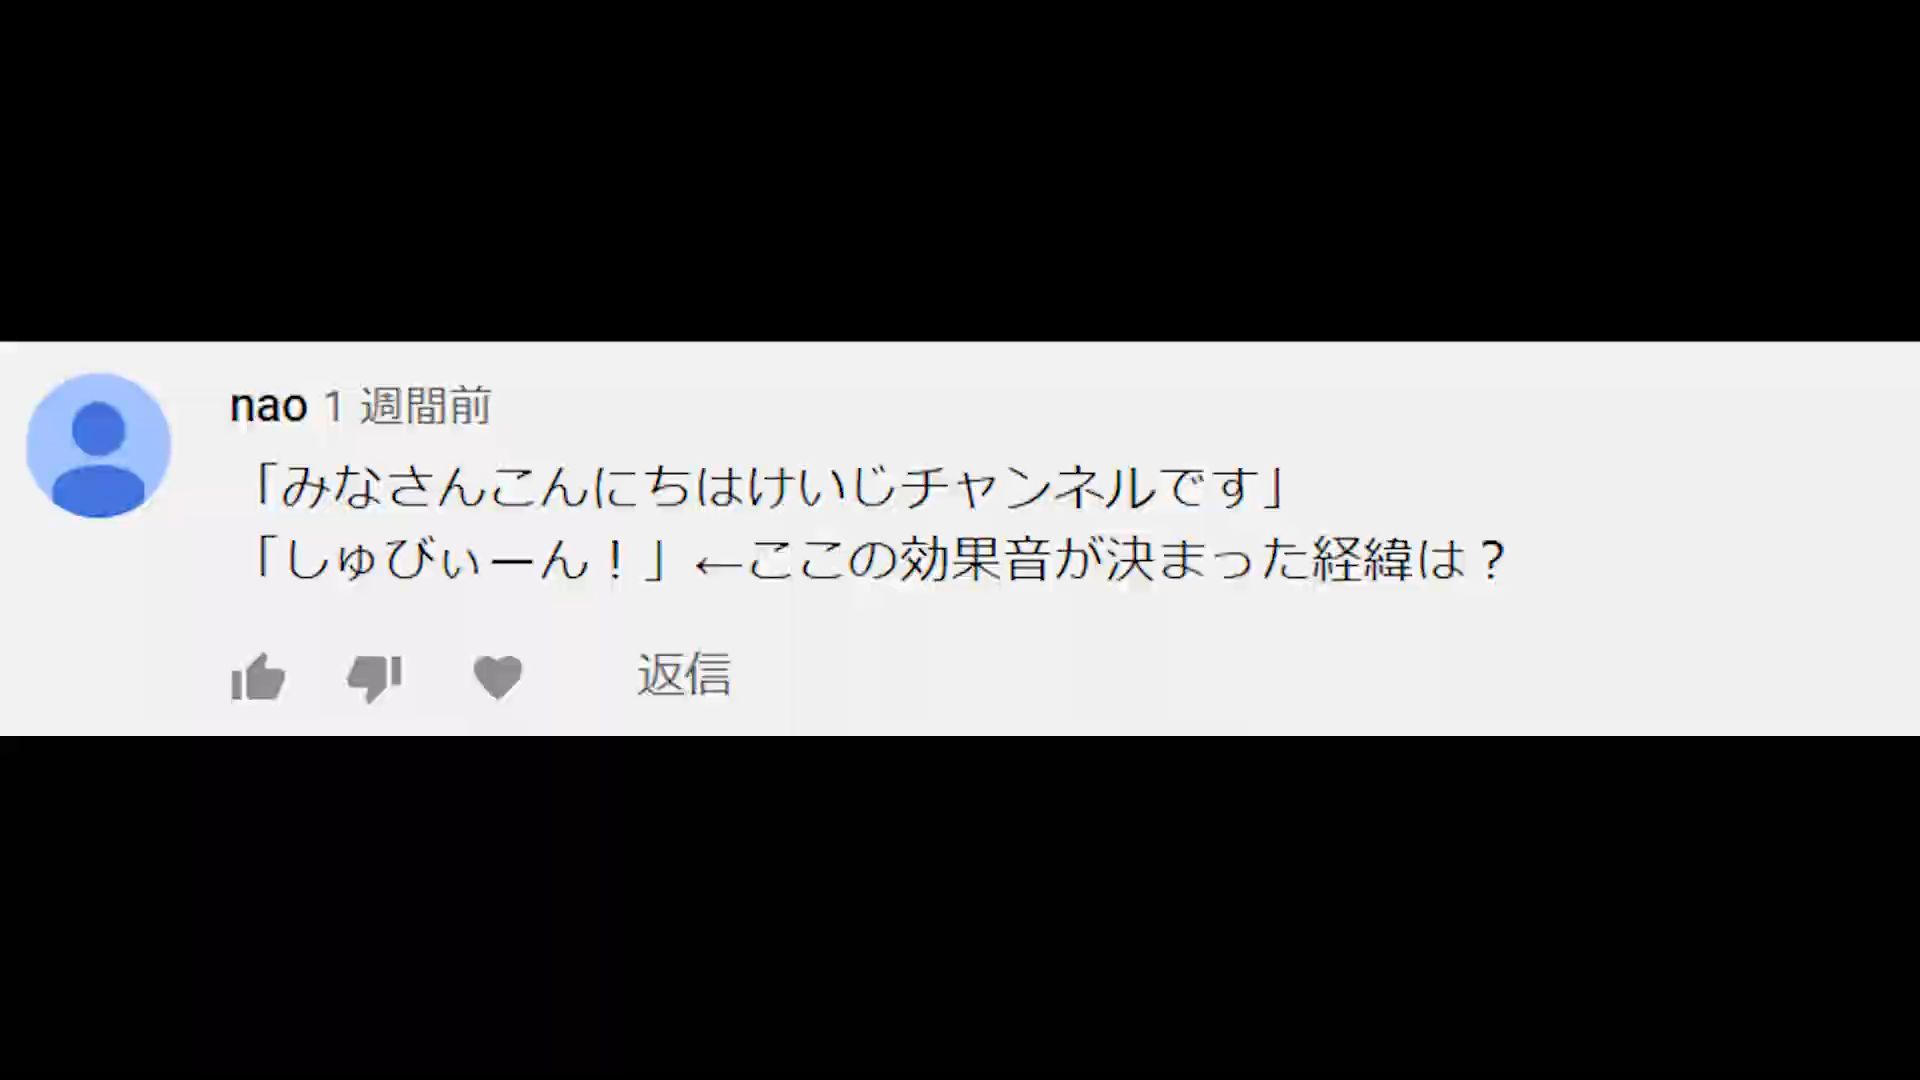 nao 1 週間前
「みなさんこんにちはけいじチャンネルです」
「しゅびぃーん！」←ここの効果音が決まった経緯は？
返信